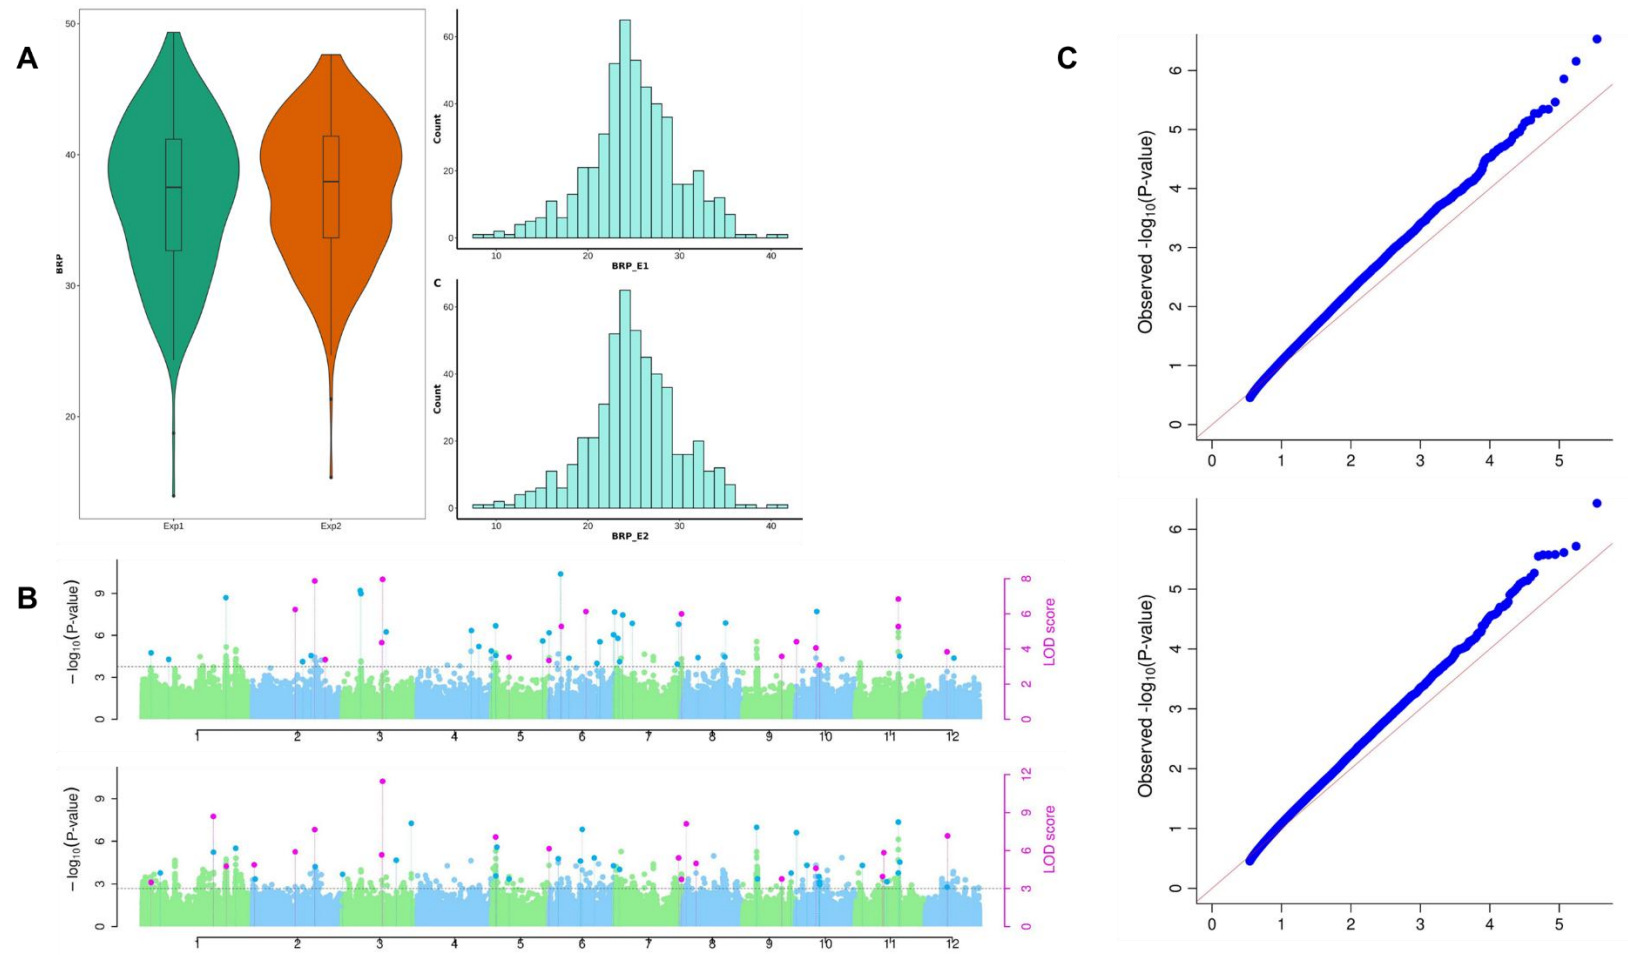 A
50
40
30
20
BRP
Exp1
Exp2
60
40
20
0
Count
10
20
30
40
BRP_E1
C
60
40
20
0
Count
10
20
30
40
BRP_E2
B
− log10(P-value)
9
6
3
0
LOD score
8
6
4
2
0
1 2 3 4 5 6 7 8 9 10 11 12
− log10(P-value)
9
6
3
0
LOD score
12
9
6
3
0
1 2 3 4 5 6 7 8 9 10 11 12
C
Observed -log10(P-value)
6
5
4
3
2
1
0
0 1 2 3 4 5
Observed -log10(P-value)
6
5
4
3
2
1
0
0 1 2 3 4 5